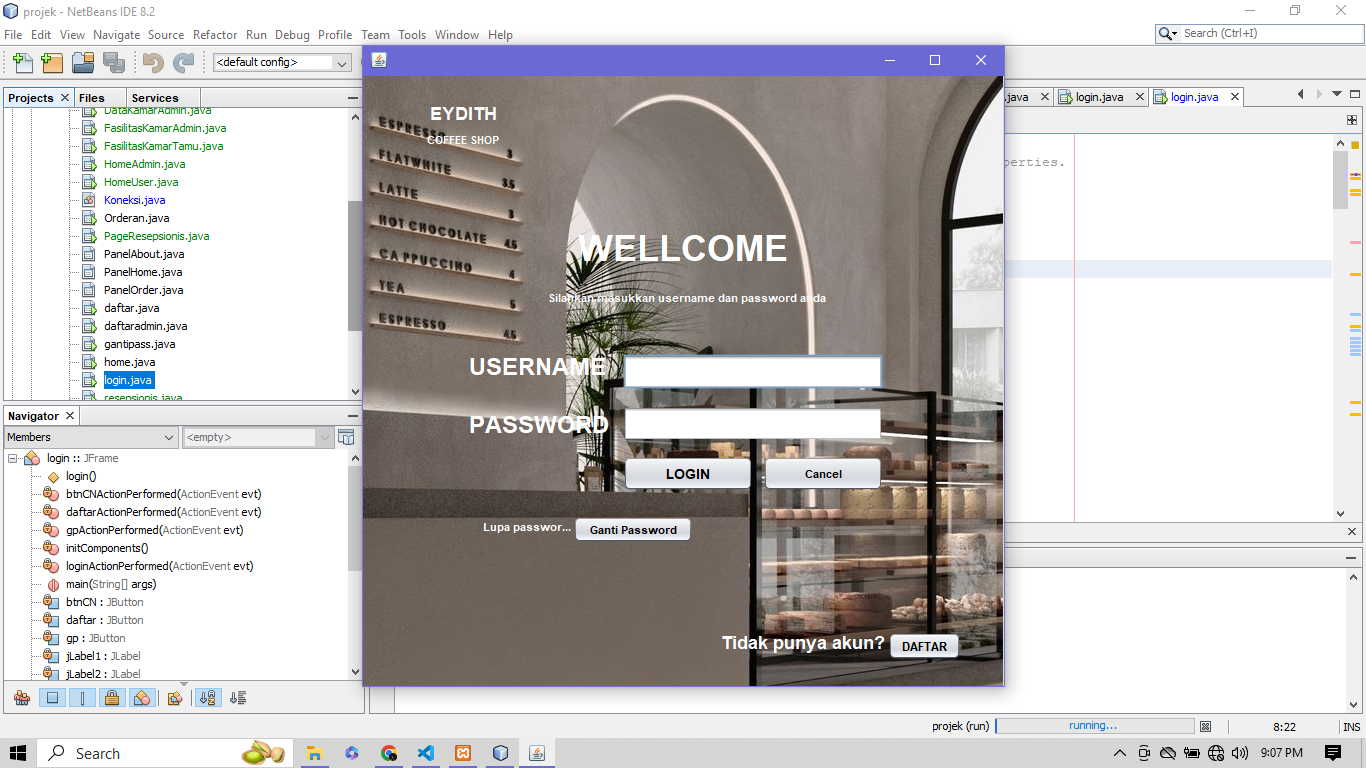 projek - NetBeans IDE 8.2
File Edit View Navigate Source Refactor Run Debug Profile Team Tools Window Help
Search (Ctrl+I)
<default config>
Projects Files Services
DataKamarAdmin.java
FasilitasKamarAdmin.java
FasilitasKamarTamu.java
HomeAdmin.java
HomeUser.java
Koneksi.java
Orderan.java
PageResepsionis.java
PanelAbout.java
PanelHome.java
PanelOrder.java
daftar.java
daftaradmin.java
gantipass.java
home.java
login.java
resepsionis.java
Navigator
Members
<empty>
login :: JFrame
login()
btnCNActionPerformed(ActionEvent evt)
daftarActionPerformed(ActionEvent evt)
gpActionPerformed(ActionEvent evt)
initComponents()
loginActionPerformed(ActionEvent evt)
main(String[] args)
btnCN : JButton
daftar : JButton
gp : JButton
jLabel1 : JLabel
jLabel2 : JLabel
EYDITH
COFFEE SHOP
ESPRESSO 3
FLATWHITE 3.5
LATTE 3
HOT CHOCOLATE 4.5
CAPPUCCINO 4
TEA 5
ESPRESSO 4.5
WELLCOME
Silahkan masukkan username dan password anda
USERNAME
PASSWORD
LOGIN Cancel
Lupa passwor... Ganti Password
Tidak punya akun? DAFTAR
.java login.java login.java
perties.
projek (run) running... 8:22 INS
Search
9:07 PM